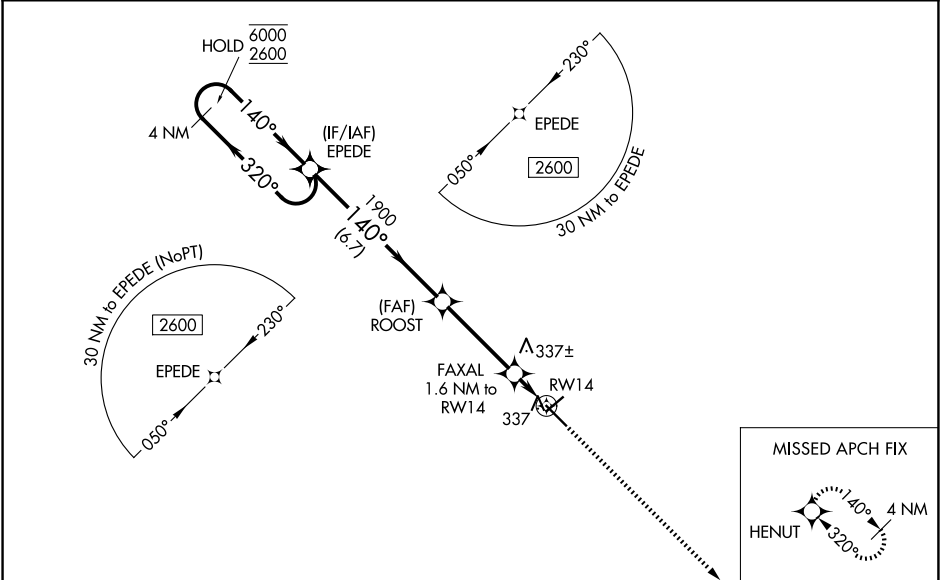 HOLD 6000
2600
4 NM
140°
320°
(IF/IAF)
EPEDE
1900
140°
(6.7)
230°
EPEDE
050°
2600
30 NM to EPEDE
30 NM to EPEDE (NoPT)
2600
230°
EPEDE
050°
(FAF)
ROOST
337±
FAXAL
1.6 NM to
RW14
RW14
337
MISSED APCH FIX
140°
4 NM
HENUT
320°